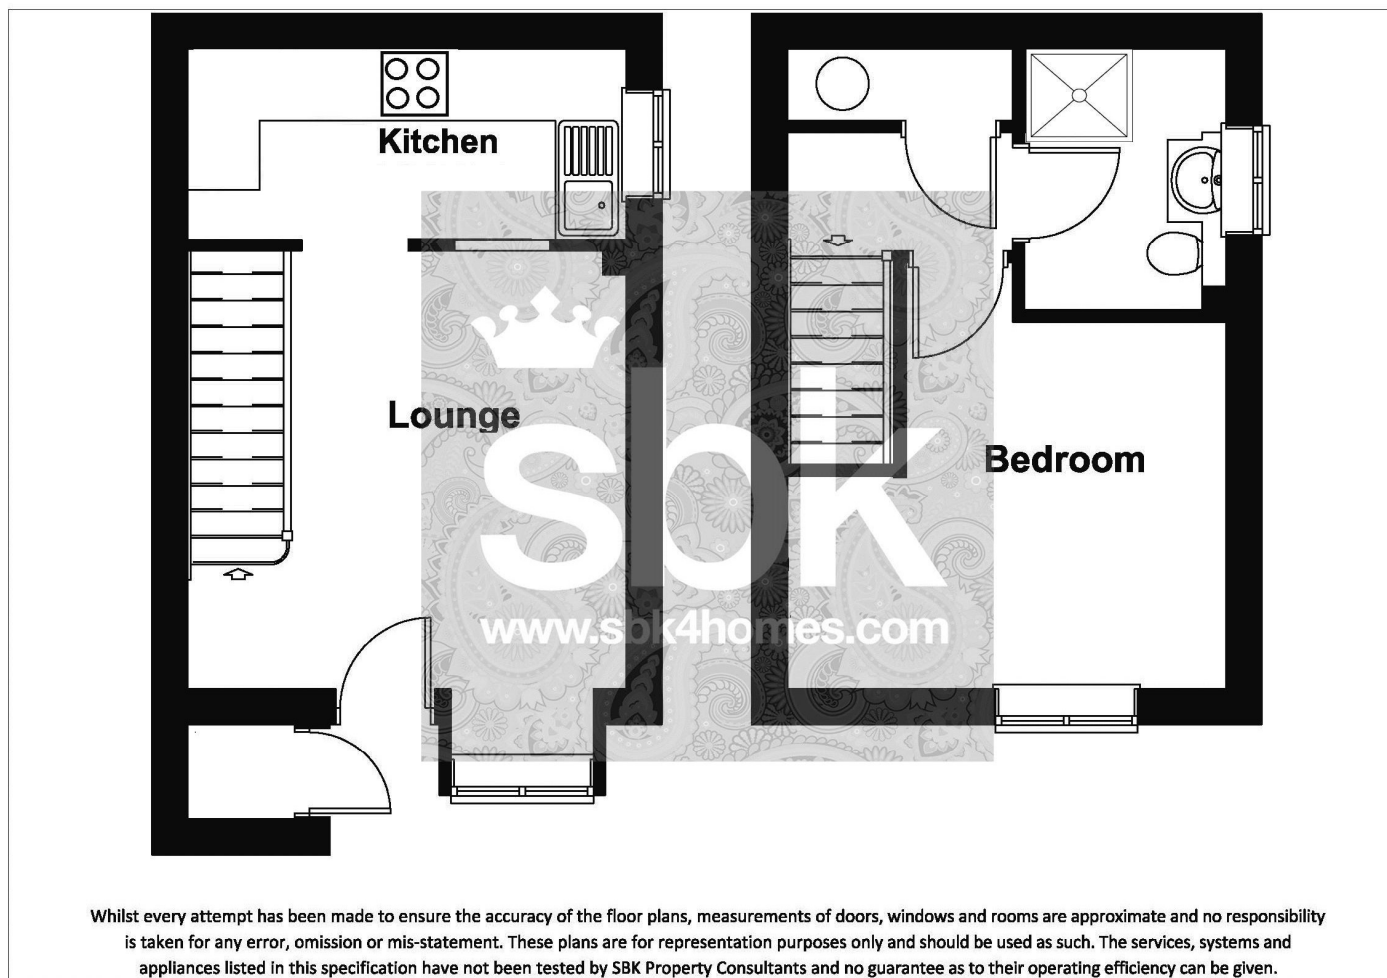 Kitchen
Lounge
Bedroom
sbk
www.sbk4homes.com
Whilst every attempt has been made to ensure the accuracy of the floor plans, measurements of doors, windows and rooms are approximate and no responsibility
is taken for any error, omission or mis-statement. These plans are for representation purposes only and should be used as such. The services, systems and
appliances listed in this specification have not been tested by SBK Property Consultants and no guarantee as to their operating efficiency can be given.